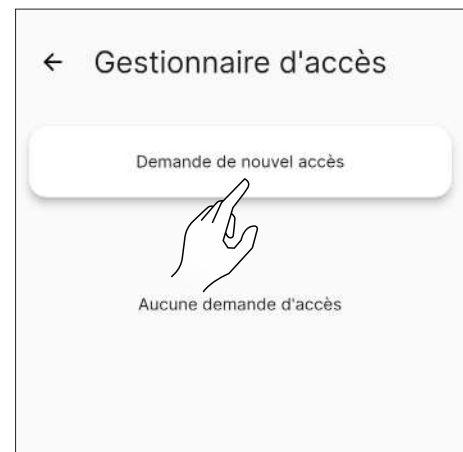 Gestionnaire d'accès
Demande de nouvel accès
Aucune demande d'accès